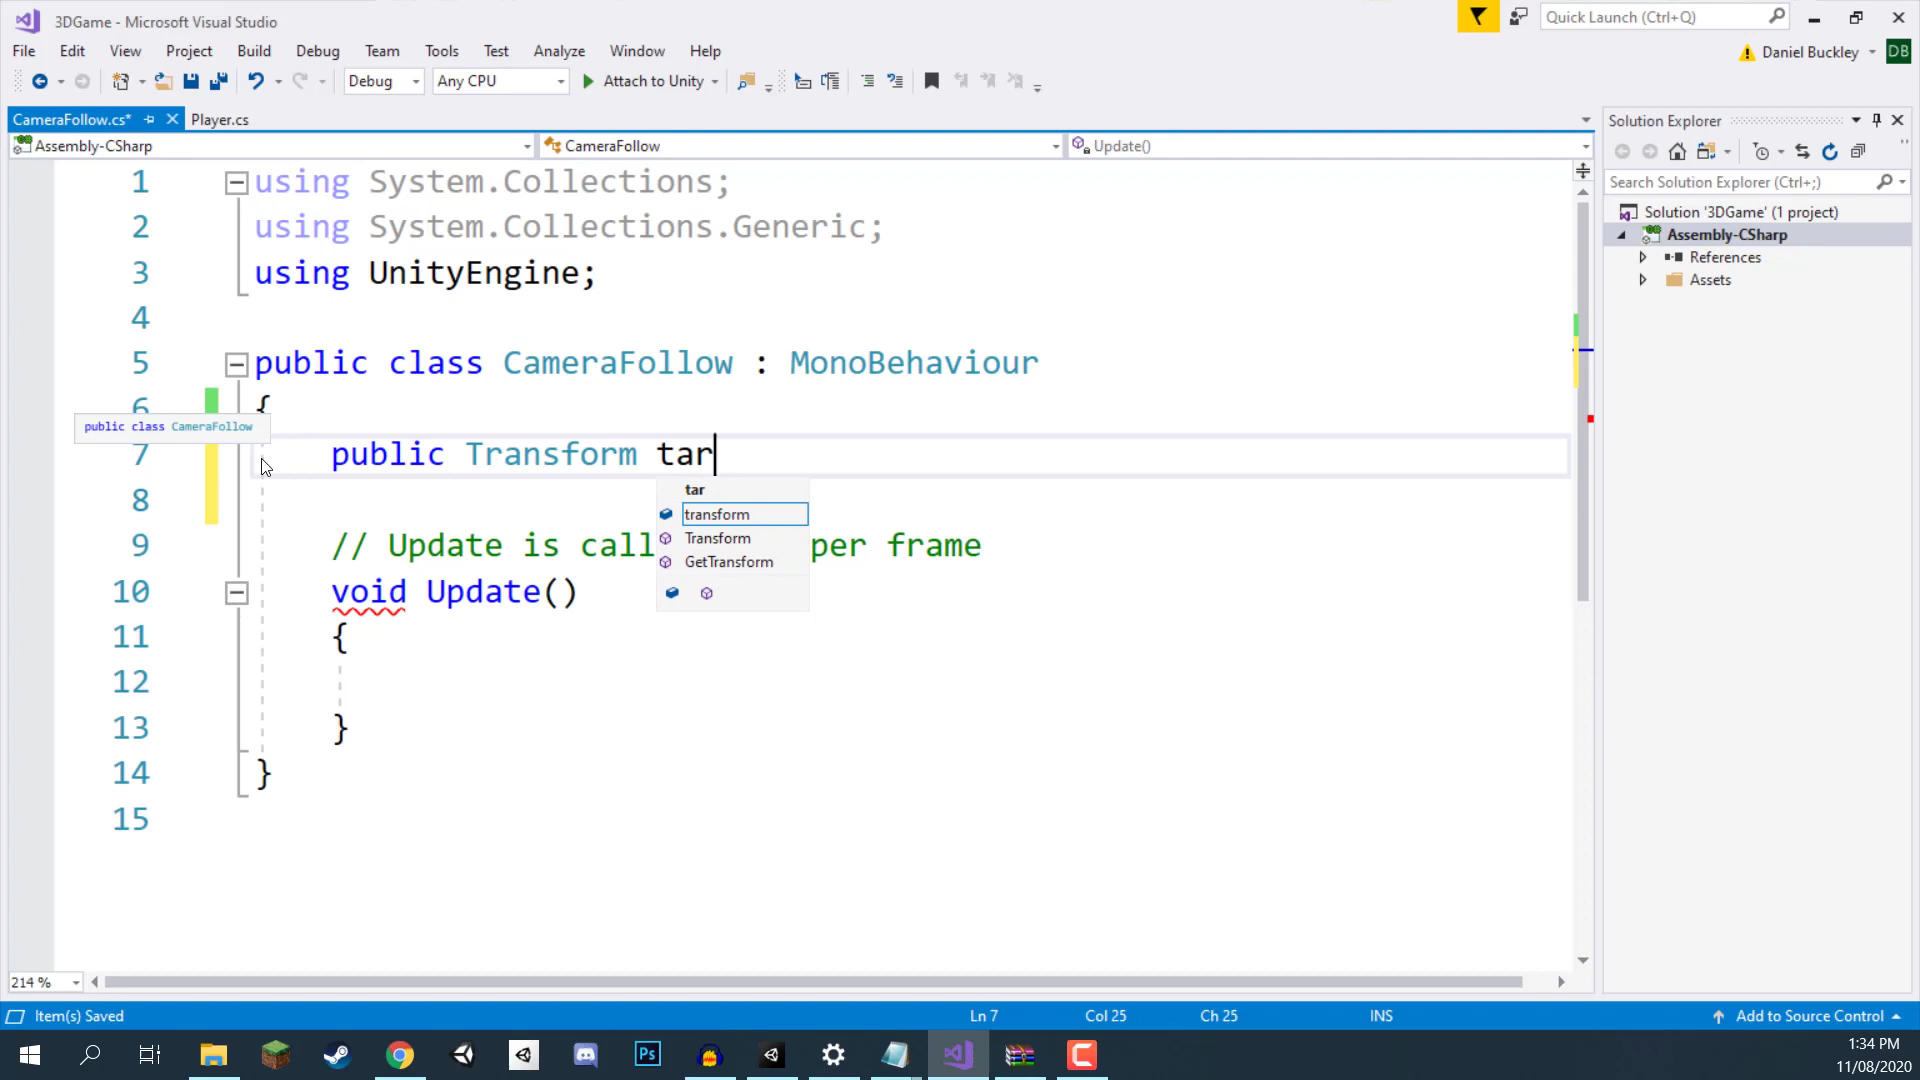 3DGame - Microsoft Visual Studio
Quick Launch (Ctrl+Q)
File Edit View Project Build Debug Team Tools Test Analyze Window Help
Daniel Buckley DB
Debug Any CPU Attach to Unity
CameraFollow.cs* Player.cs
Solution Explorer
Assembly-CSharp CameraFollow Update()
Search Solution Explorer (Ctrl+;)
Solution '3DGame' (1 project)
Assembly-CSharp
References
Assets
1 using System.Collections;
2 using System.Collections.Generic;
3 using UnityEngine;
4
5 public class CameraFollow : MonoBehaviour
6 {
public class CameraFollow
7 public Transform tar
8
tar
transform
Transform
GetTransform
9 // Update is call per frame
10 void Update()
11 {
12
13 }
14 }
15
214 %
Item(s) Saved Ln 7 Col 25 Ch 25 INS Add to Source Control
Ps
1:34 PM
11/08/2020